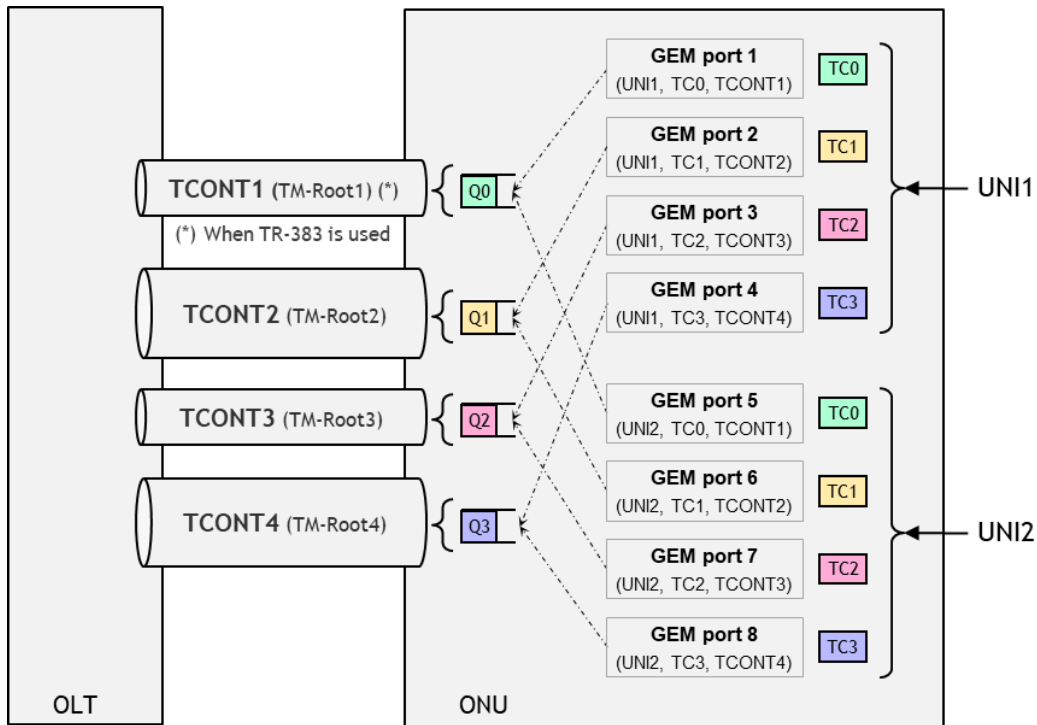 GEM port 1
(UNI1, TC0, TCONT1)
TC0
GEM port 2
(UNI1, TC1, TCONT2)
TC1
TCONT1 (TM-Root1) (*)
Q0
UNI1
GEM port 3
(UNI1, TC2, TCONT3)
TC2
(*) When TR-383 is used
GEM port 4
(UNI1, TC3, TCONT4)
TC3
TCONT2 (TM-Root2)
Q1
TCONT3 (TM-Root3)
Q2
GEM port 5
(UNI2, TC0, TCONT1)
TC0
GEM port 6
(UNI2, TC1, TCONT2)
TC1
TCONT4 (TM-Root4)
Q3
UNI2
GEM port 7
(UNI2, TC2, TCONT3)
TC2
GEM port 8
(UNI2, TC3, TCONT4)
TC3
OLT
ONU